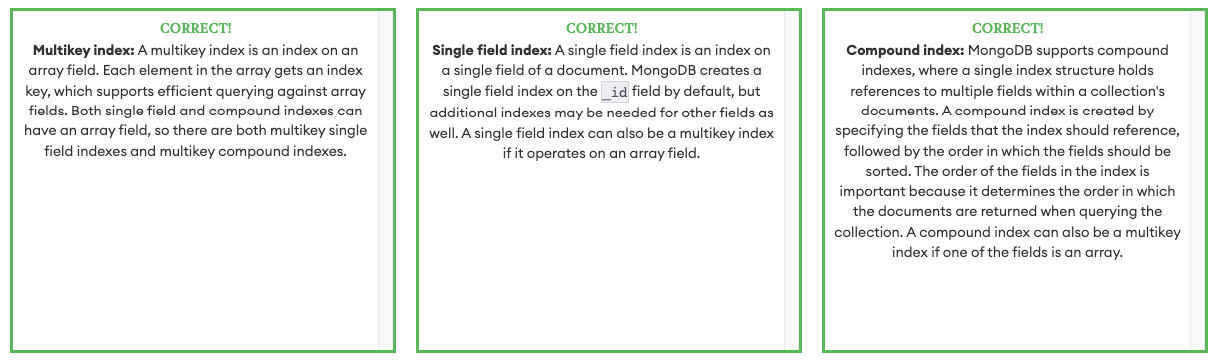 CORRECT!
Multikey index: A multikey index is an index on an
array field. Each element in the array gets an index
key, which supports efficient querying against array
fields. Both single field and compound indexes can
have an array field, so there are both multikey single
field indexes and multikey compound indexes.
CORRECT!
Single field index: A single field index is an index on
a single field of a document. MongoDB creates a
single field index on the _id field by default, but
additional indexes may be needed for other fields as
well. A single field index can also be a multikey index
if it operates on an array field.
CORRECT!
Compound index: MongoDB supports compound
indexes, where a single index structure holds
references to multiple fields within a collection's
documents. A compound index is created by
specifying the fields that the index should reference,
followed by the order in which the fields should be
sorted. The order of the fields in the index is
important because it determines the order in which
the documents are returned when querying the
collection. A compound index can also be a multikey
index if one of the fields is an array.